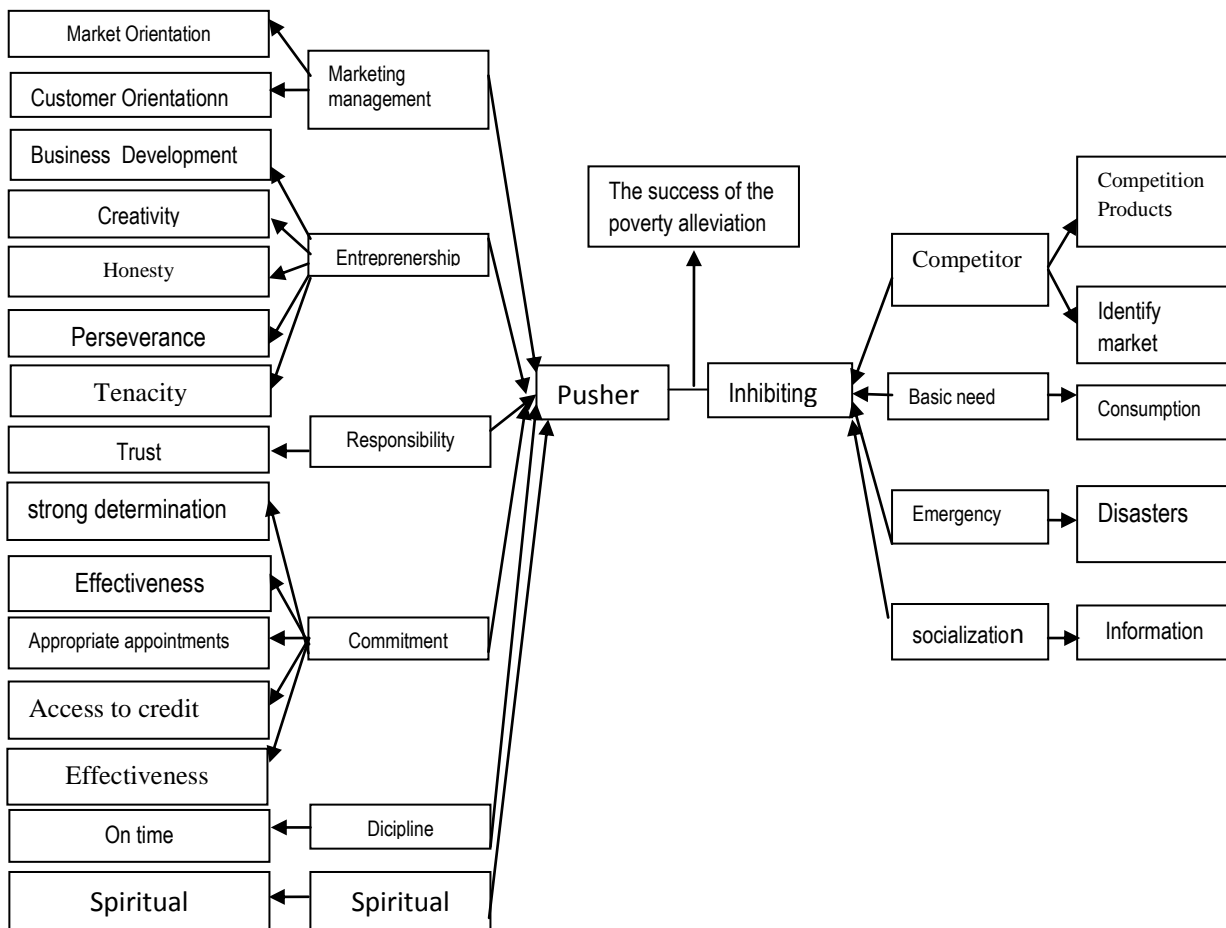 Market Orientation
Customer Orientationn
Business Development
Creativity
Honesty
Perseverance
Tenacity
Trust
strong determination
Effectiveness
Appropriate appointments
Access to credit
Effectiveness
On time
Spiritual
Marketing
management
Entreprenership
Responsibility
Commitment
Dicipline
Spiritual
Pusher
The success of the
poverty alleviation
Inhibiting
Competitor
Basic need
Emergency
socialization
Competition
Products
Identify
market
Consumption
Disasters
Information